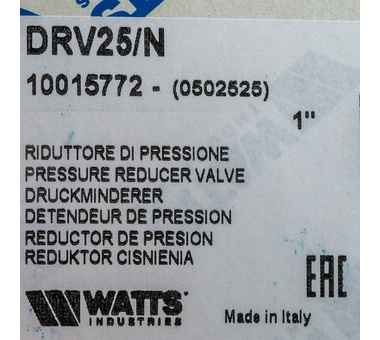 DRV25/N
10015772 - (0502525)
1"
RIDUTTORE DI PRESSIONE
PRESSURE REDUCER VALVE
DRUCKMINDERER
DETENDEUR DE PRESSION
REDUCTOR DE PRESION
REDUKTOR CISNIENIA
EAC
WATTS®
INDUSTRIES
Made in Italy